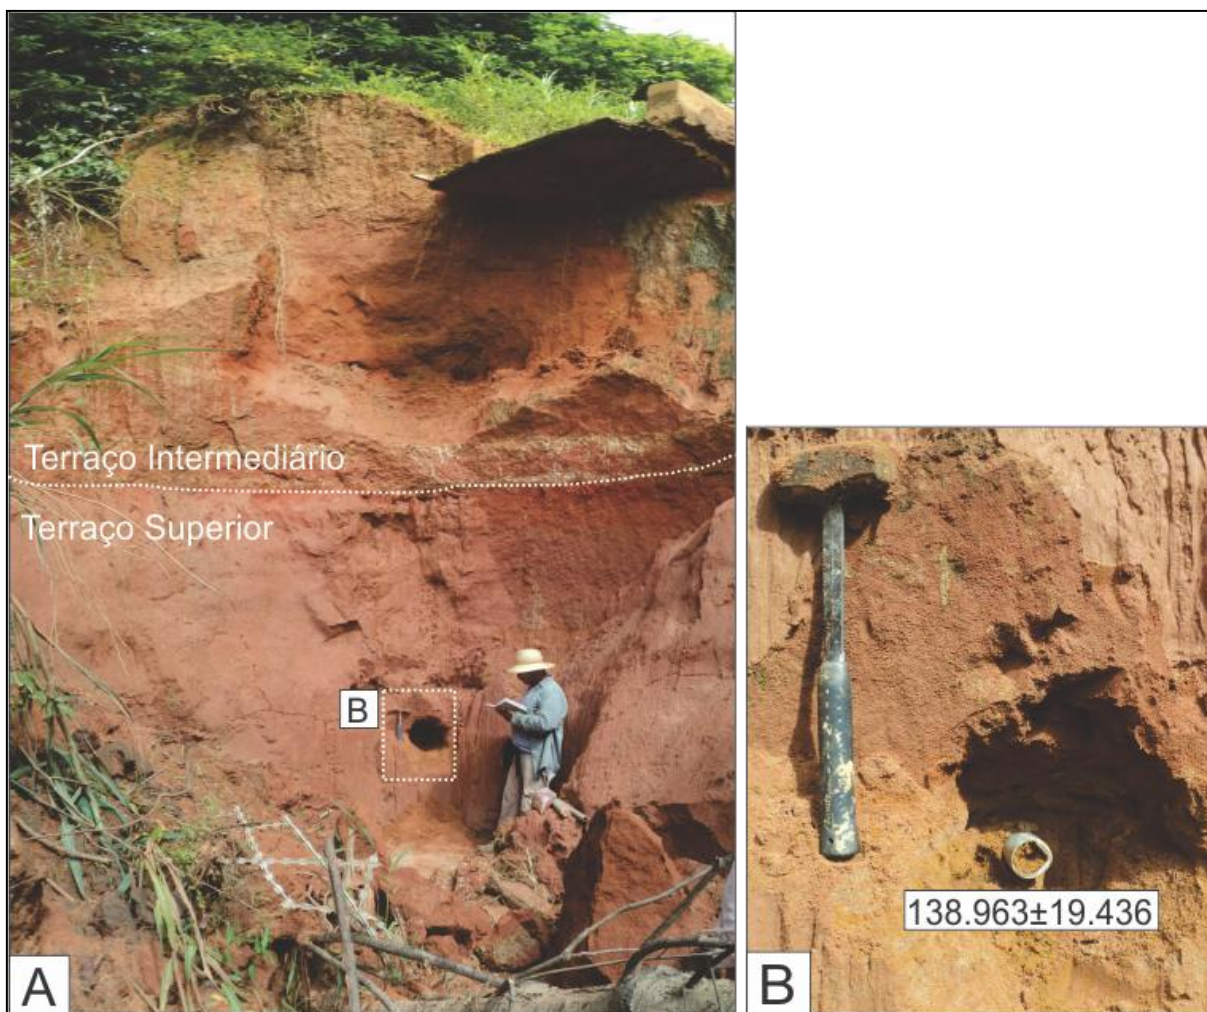 Terraço Intermediário
Terraço Superior
B
A
138.963±19.436
B